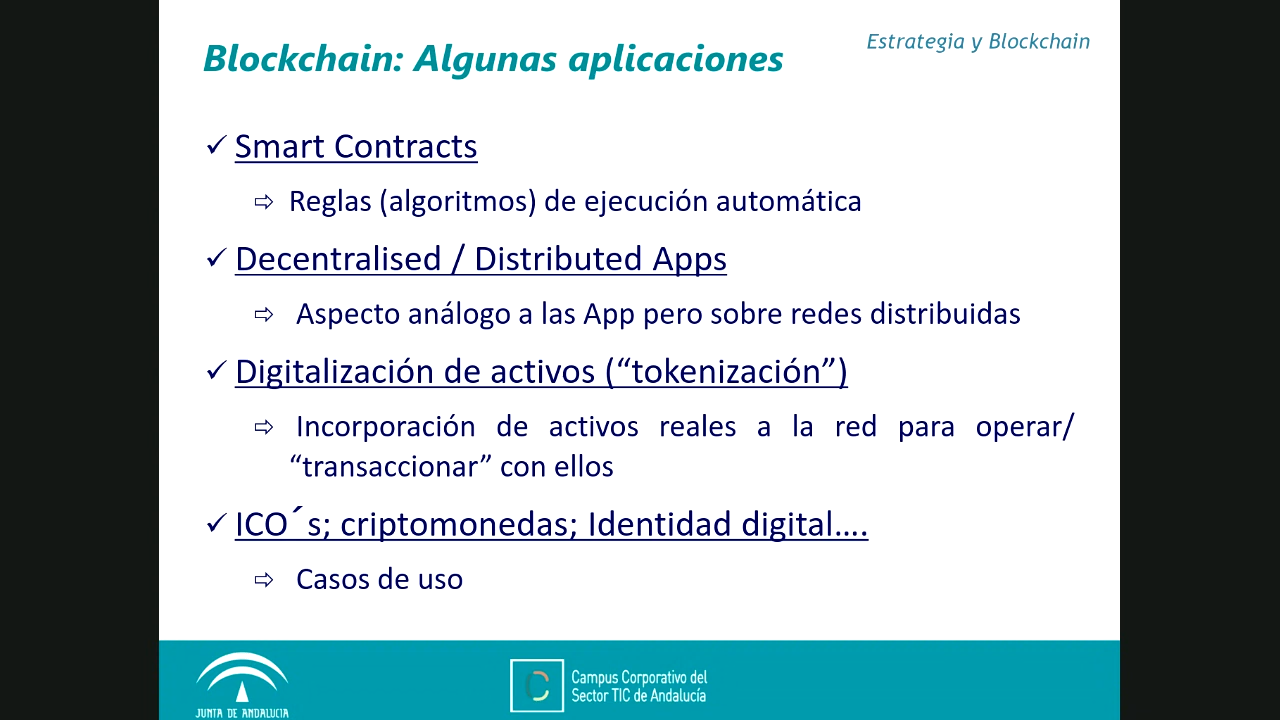 Estrategia y Blockchain
Blockchain: Algunas aplicaciones
✓ Smart Contracts
⇨ Reglas (algoritmos) de ejecución automática
✓ Decentralised / Distributed Apps
⇨ Aspecto análogo a las App pero sobre redes distribuidas
✓ Digitalización de activos (“tokenización”)
⇨ Incorporación de activos reales a la red para operar/
“transaccionar” con ellos
✓ ICO´s; criptomonedas; Identidad digital….
⇨ Casos de uso
JUNTA DE ANDALUCIA
Campus Corporativo del
Sector TIC de Andalucía